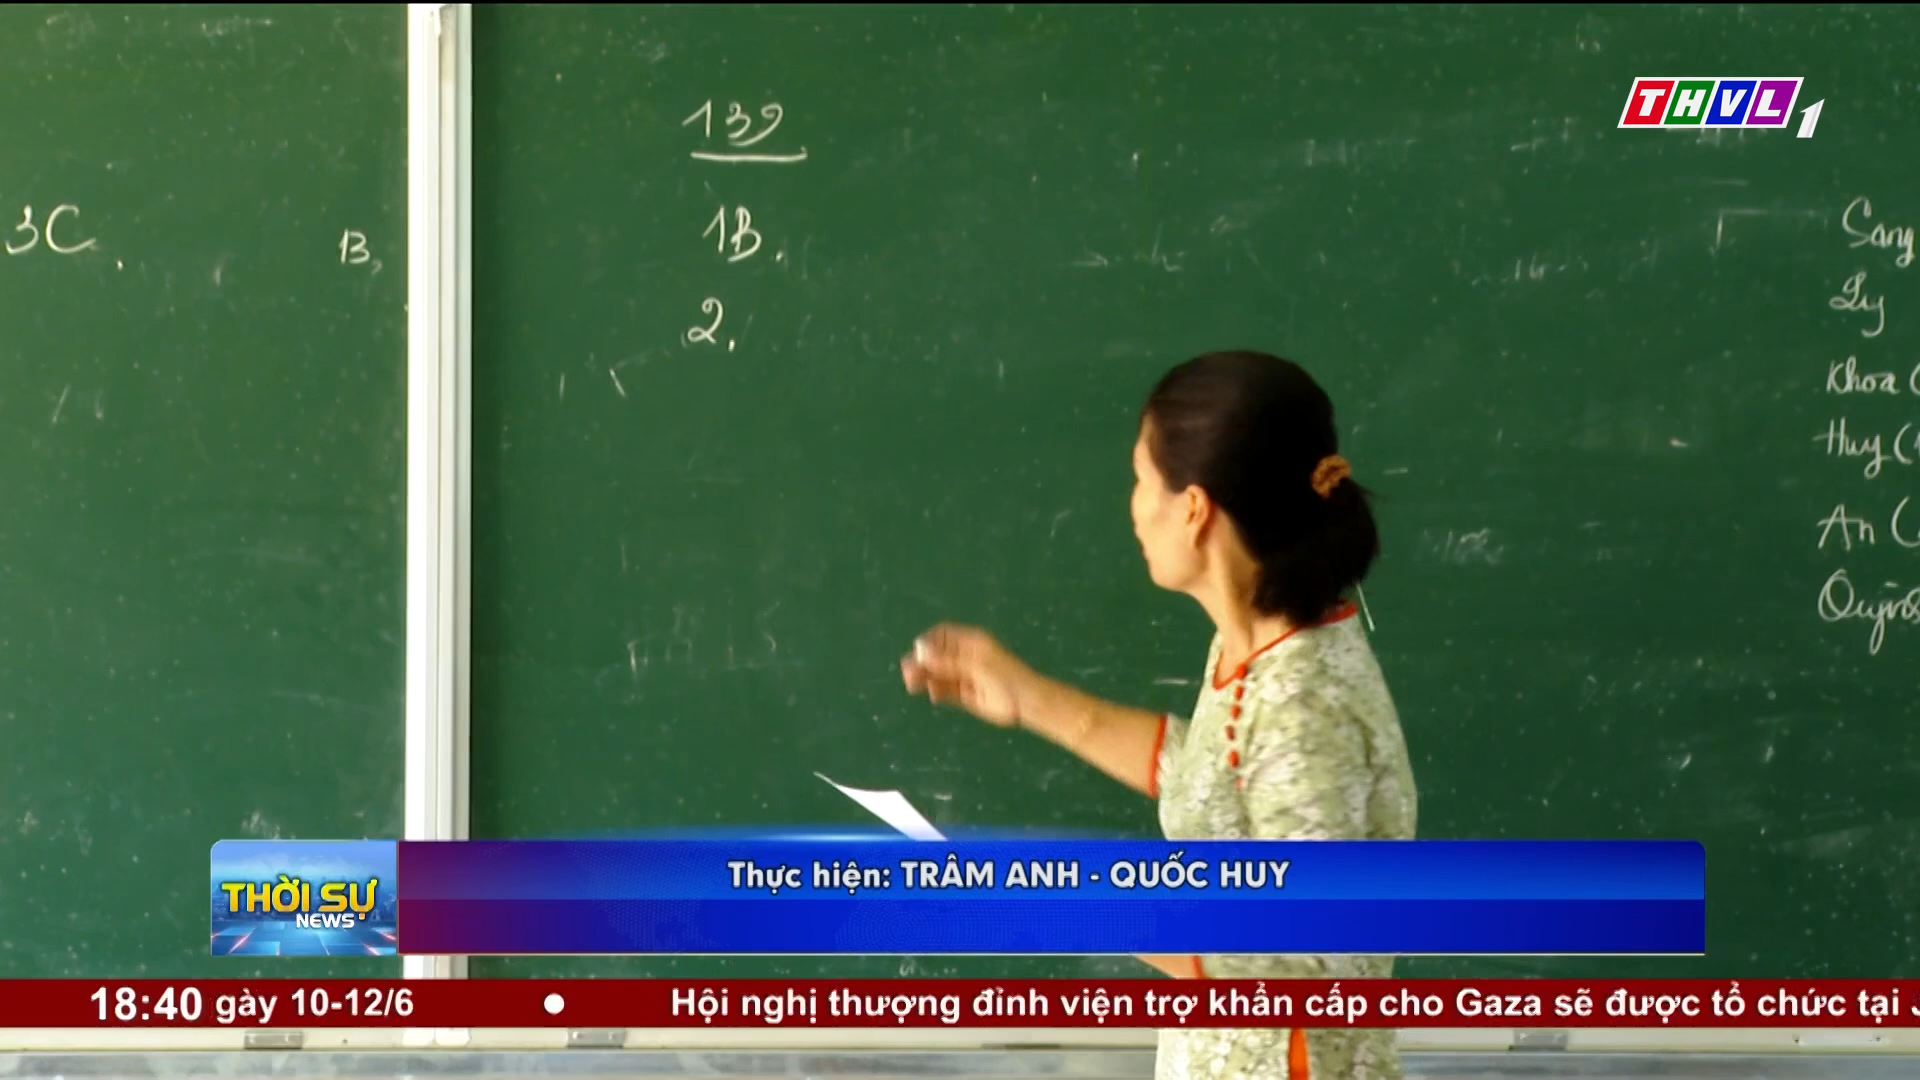 THVL1
139
1B.
2.
3C.
B,
Sang
Ly
Khoa (
Huy (
An (
THỜI SỰ
NEWS
Thực hiện: TRÂM ANH - QUỐC HUY
18:40 gày 10-12/6 ● Hội nghị thượng đỉnh viện trợ khẩn cấp cho Gaza sẽ được tổ chức tại J